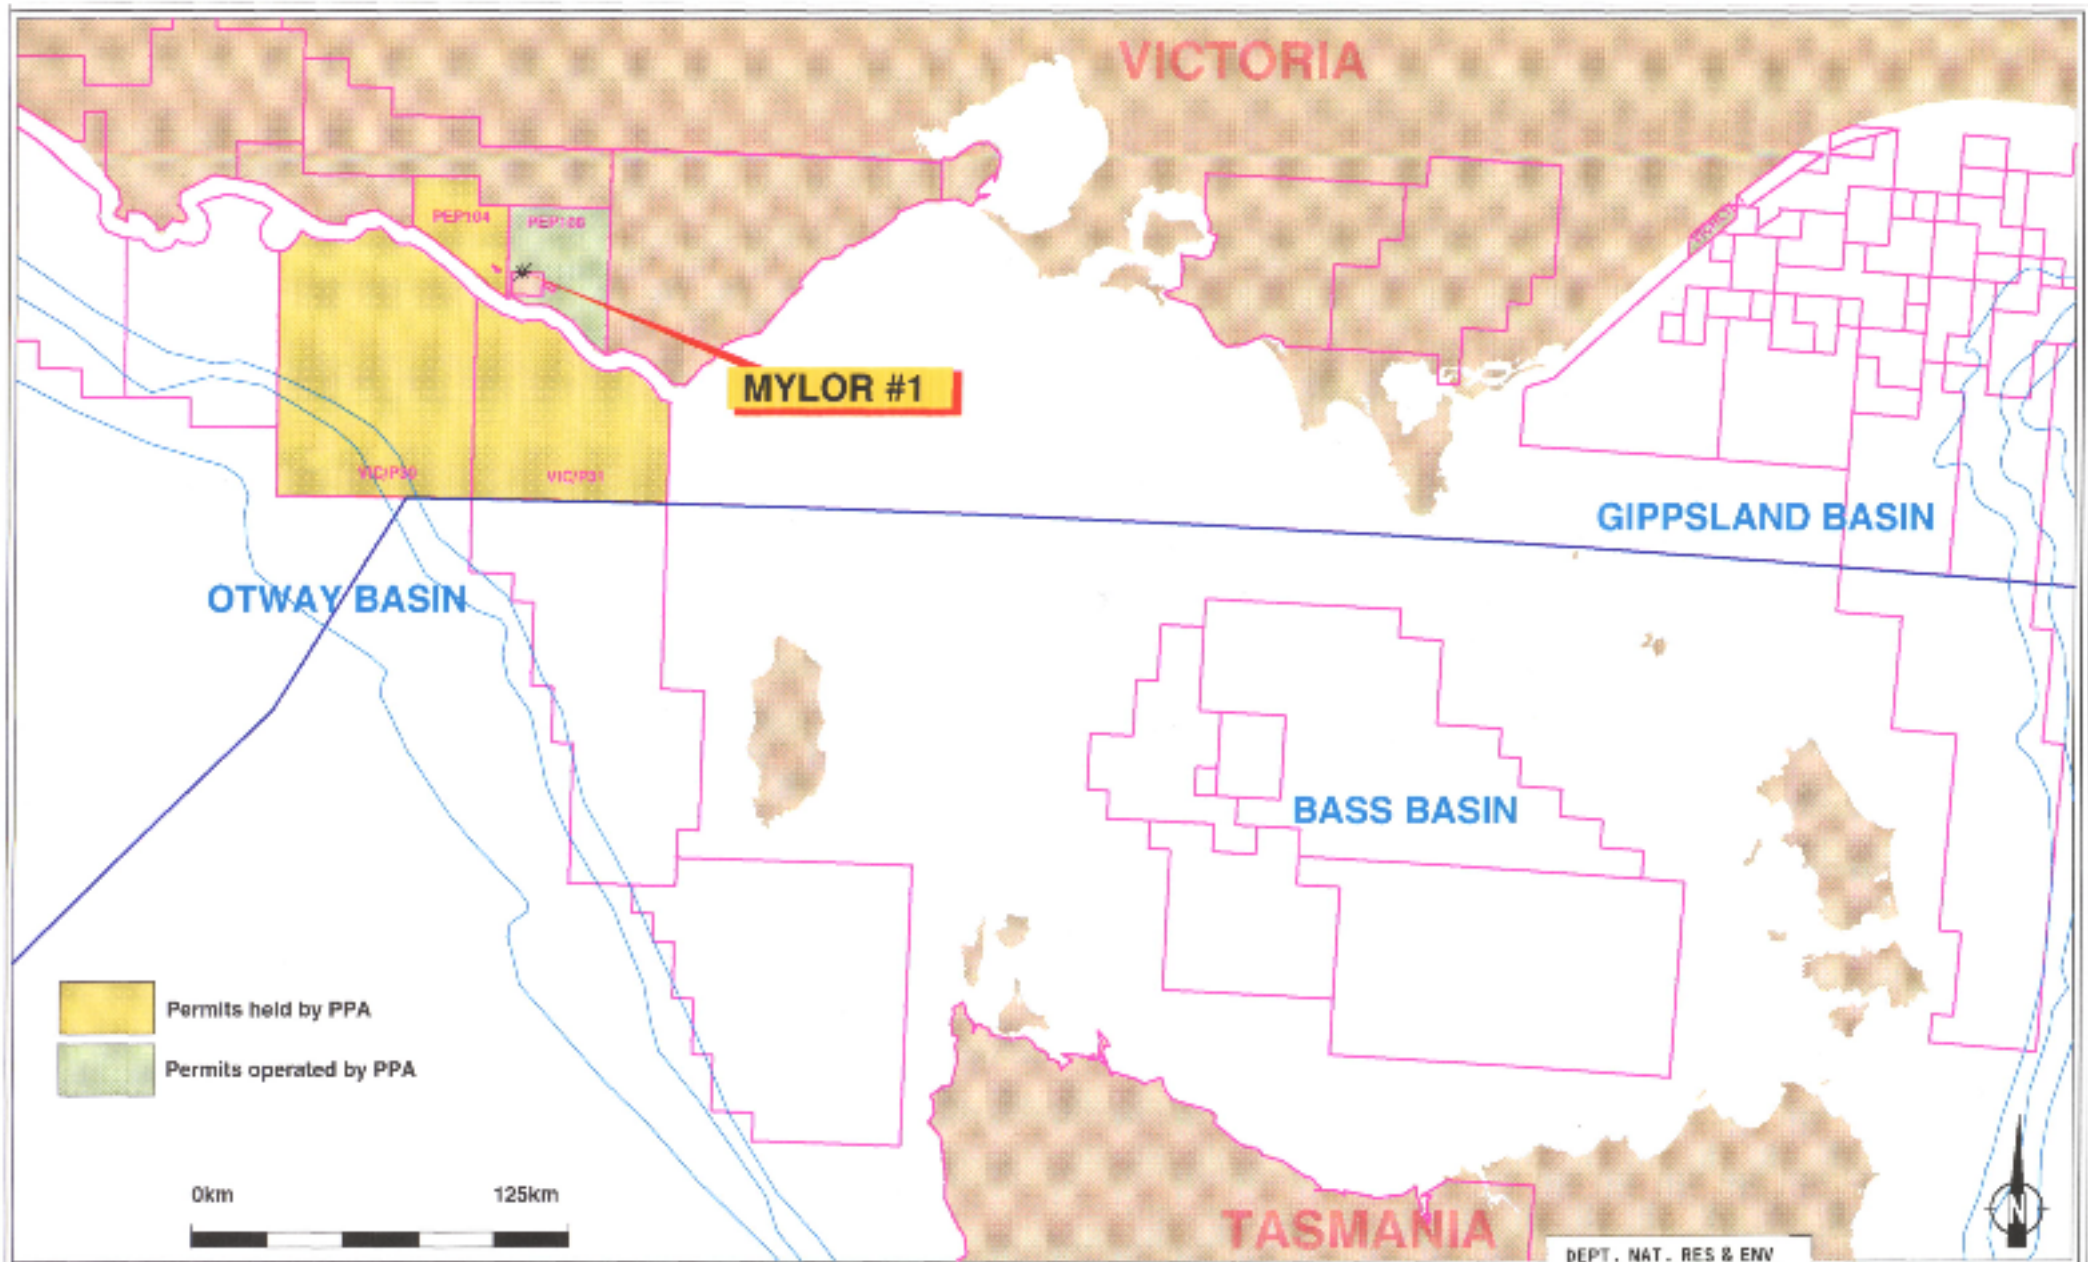 VICTORIA
PEP104
PEP108
MYLOR #1
VIC/P30
VIC/P31
GIPPSLAND BASIN
OTWAY BASIN
BASS BASIN
Permits held by PPA
Permits operated by PPA
0km 125km
TASMANIA
N
DEPT. NAT. RES & ENV